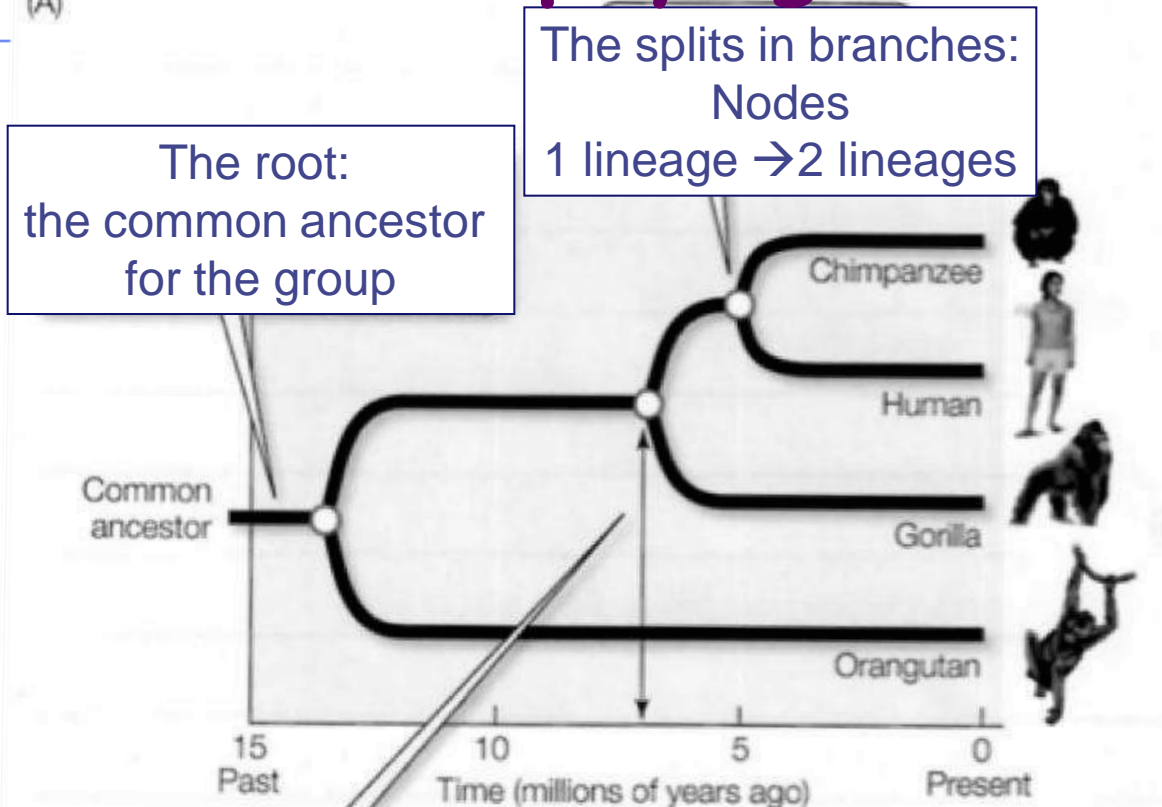 (A)
The splits in branches:
Nodes
1 lineage →2 lineages
The root:
the common ancestor
for the group
Chimpanzee
Human
Common
ancestor
Gorilla
Orangutan
15
10
5
0
Past
Time (millions of years ago)
Present